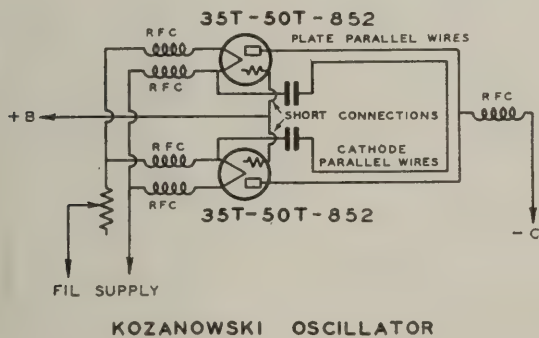 35T-50T-852
RFC
PLATE PARALLEL WIRES
RFC
RFC
+B
SHORT CONNECTIONS
RFC
CATHODE
PARALLEL WIRES
RFC
35T-50T-852
-C
FIL SUPPLY
KOZANOWSKI OSCILLATOR